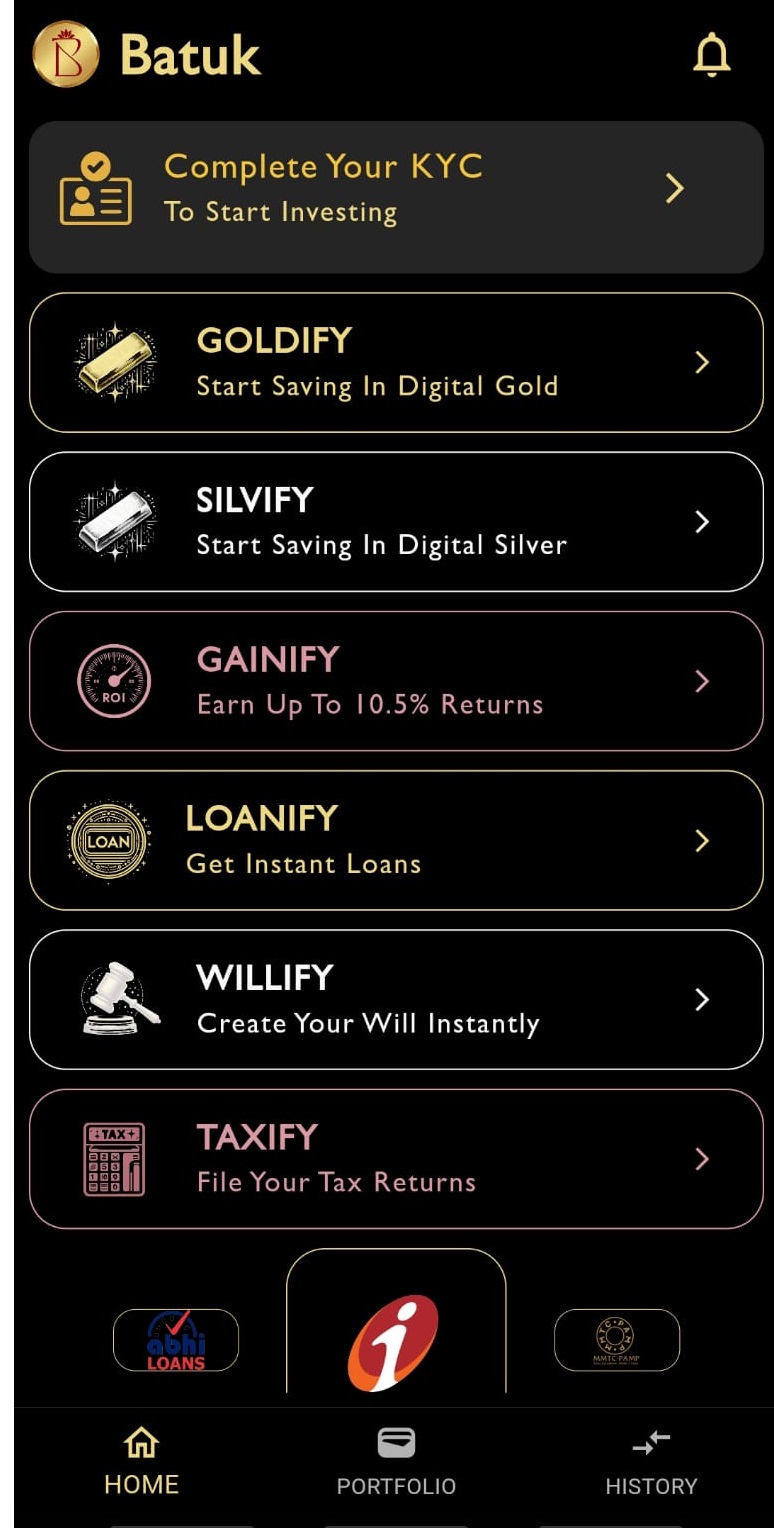 Batuk
Complete Your KYC
To Start Investing
GOLDIFY
Start Saving In Digital Gold
SILVIFY
Start Saving In Digital Silver
ROI
GAINIFY
Earn Up To 10.5% Returns
LOAN
LOANIFY
Get Instant Loans
WILLIFY
Create Your Will Instantly
TAX
TAXIFY
File Your Tax Returns
abhi
LOANS
i
MMTC PAMP
MMTC-PAMP
HOME
PORTFOLIO
HISTORY